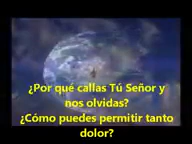 ¿Por qué callas Tú Señor y
nos olvidas?
¿Cómo puedes permitir tanto
dolor?